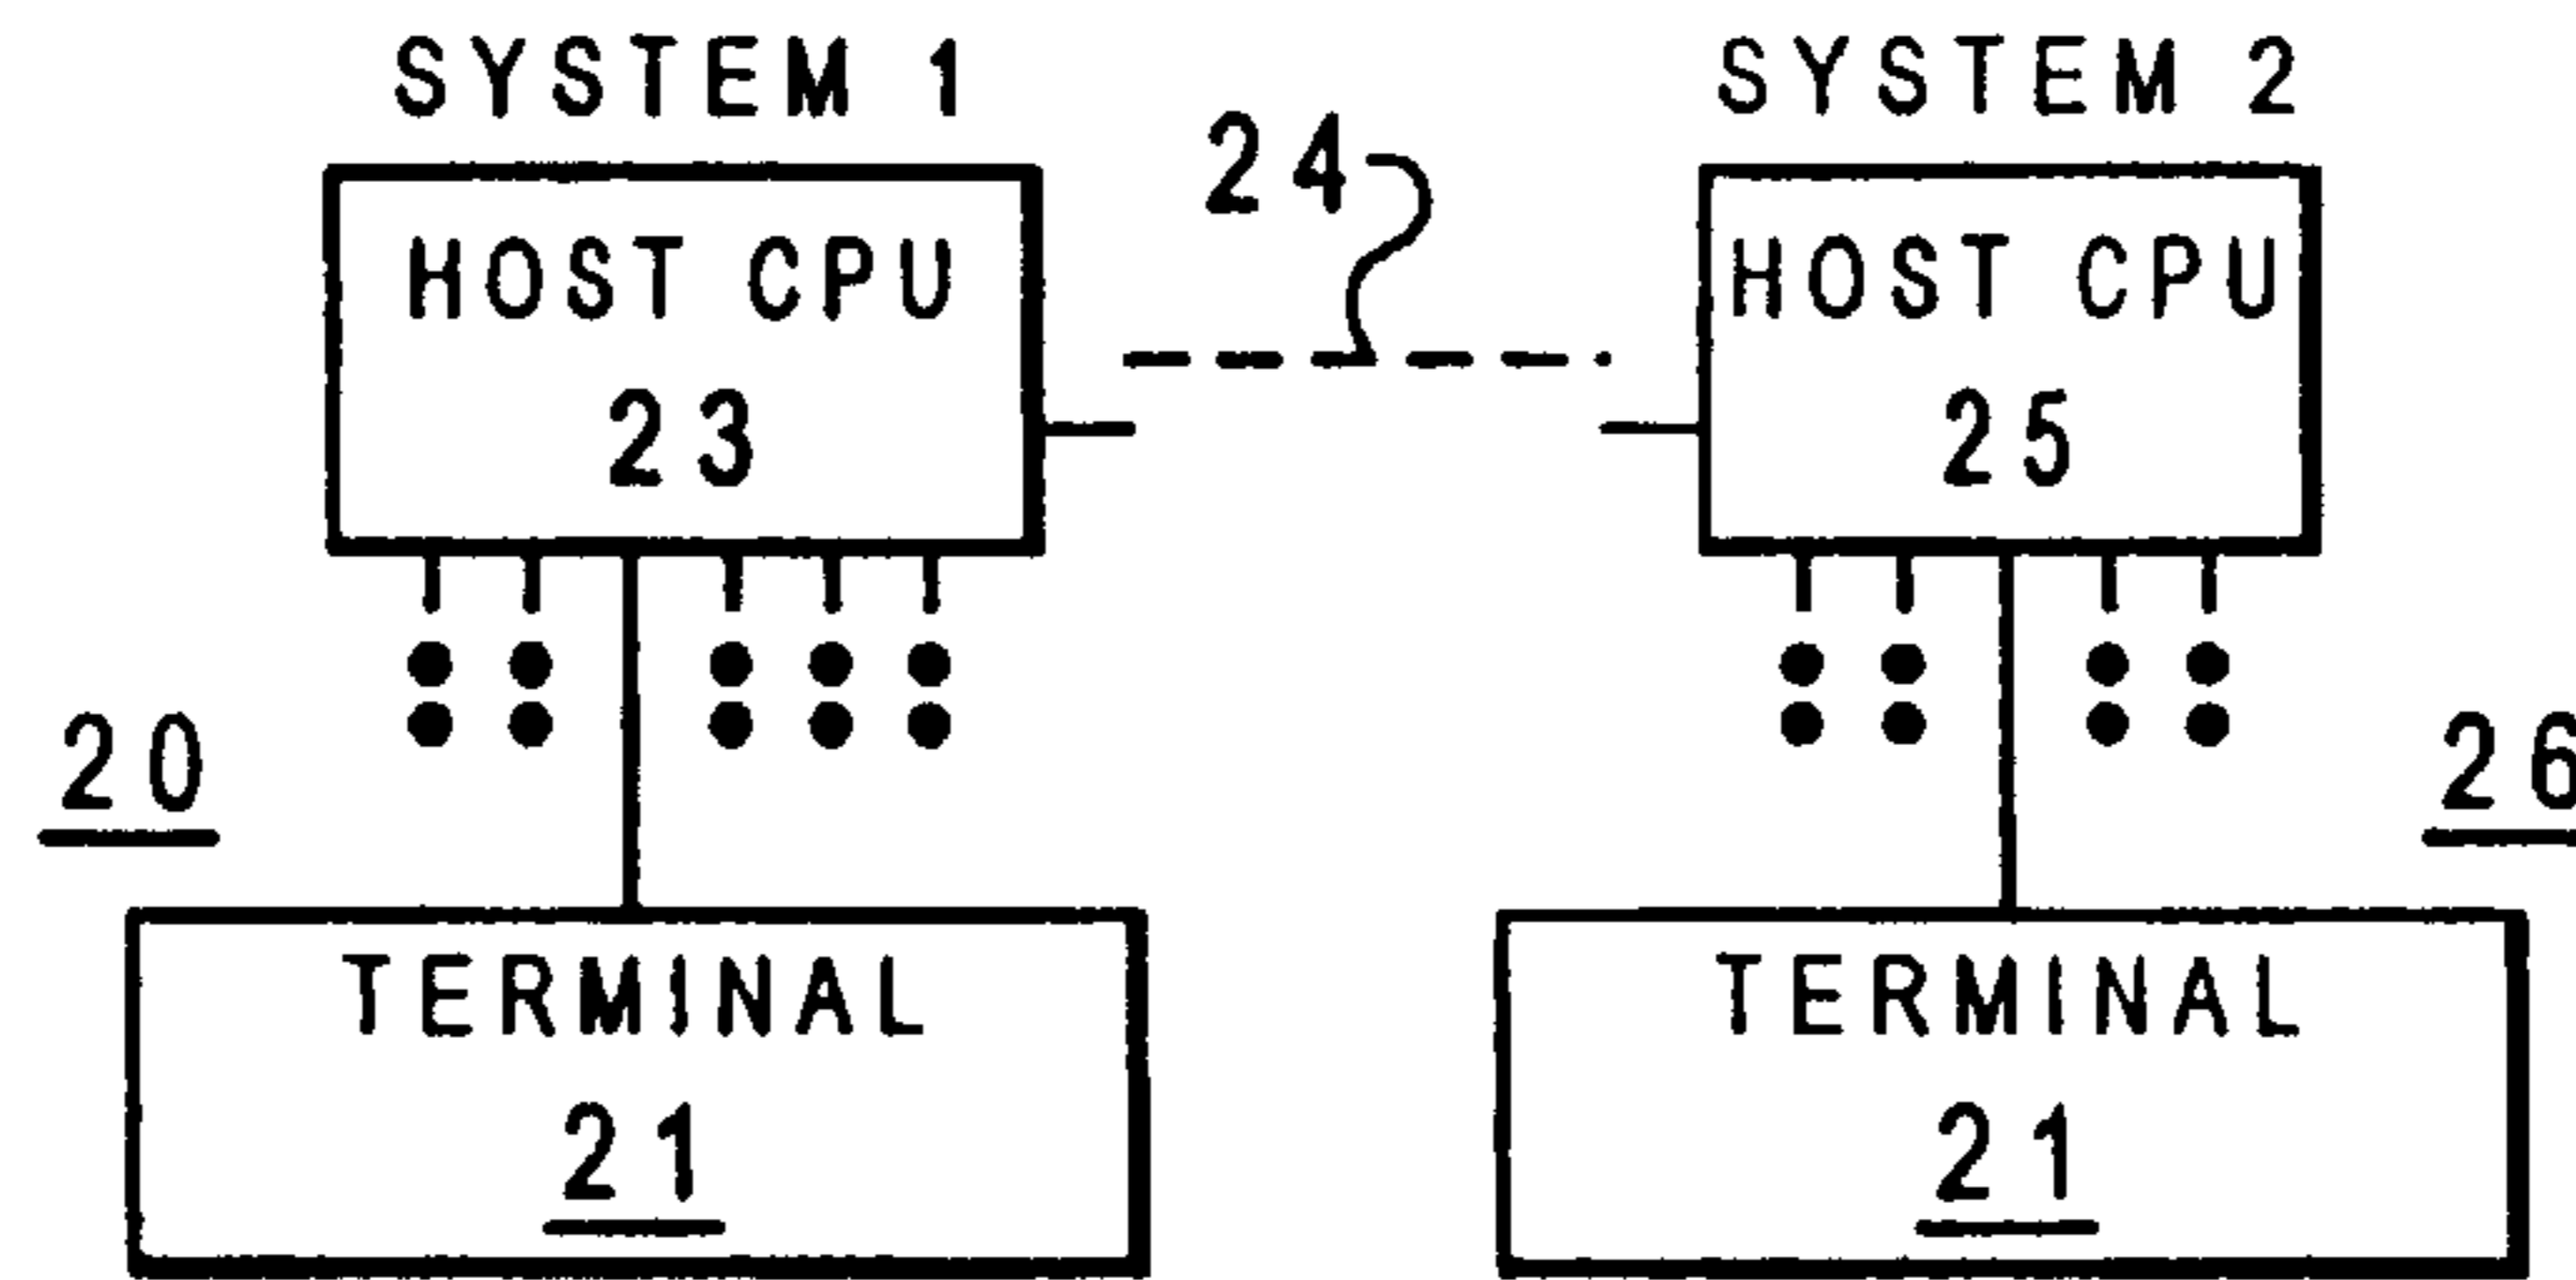 SYSTEM 1
HOST CPU
23
24
SYSTEM 2
HOST CPU
25
20
26
TERMINAL
21
TERMINAL
21